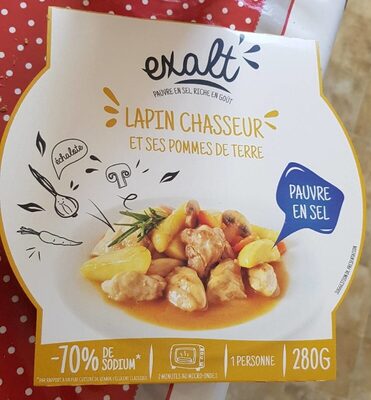 exalt'
PAUVRE EN SEL, RICHE EN GOÛT
LAPIN CHASSEUR
ET SES POMMES DE TERRE
échalote
PAUVRE
EN SEL
-70% DE
SODIUM*
2 MINUTES AU MICRO-ONDES
1 PERSONNE
280G